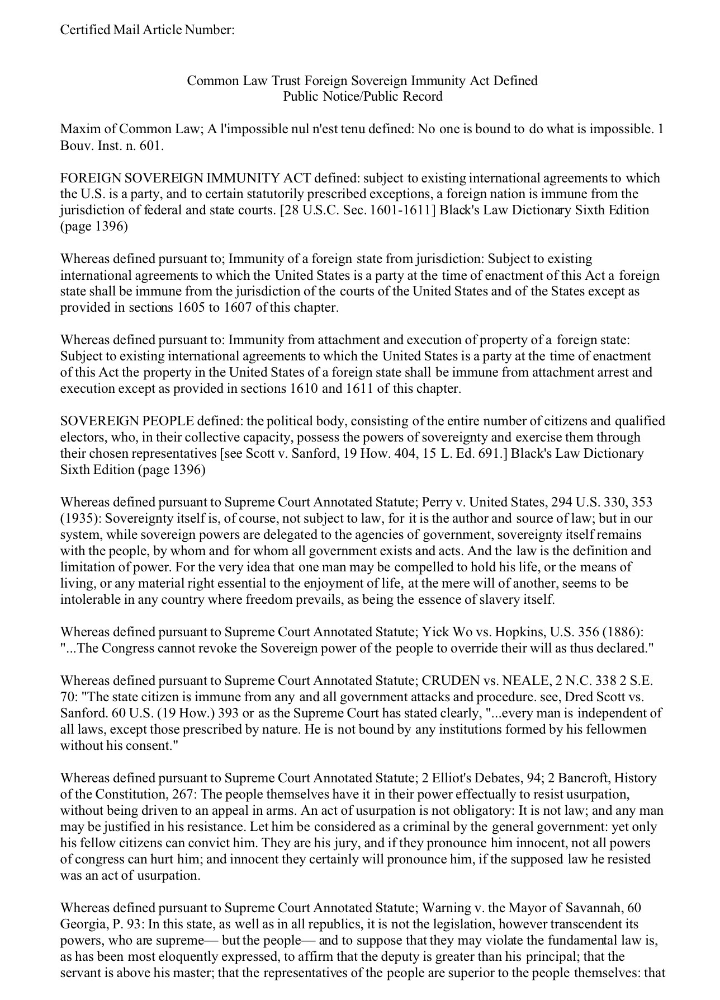 Certified Mail Article Number:
Common Law Trust Foreign Sovereign Immunity Act Defined
Public Notice/Public Record
Maxim of Common Law; A l'impossible nul n'est tenu defined: No one is bound to do what is impossible. 1
Bouv. Inst. n. 601.
FOREIGN SOVEREIGN IMMUNITY ACT defined: subject to existing international agreements to which
the U.S. is a party, and to certain statutorily prescribed exceptions, a foreign nation is immune from the
jurisdiction of federal and state courts. [28 U.S.C. Sec. 1601-1611] Black's Law Dictionary Sixth Edition
(page 1396)
Whereas defined pursuant to; Immunity of a foreign state from jurisdiction: Subject to existing
international agreements to which the United States is a party at the time of enactment of this Act a foreign
state shall be immune from the jurisdiction of the courts of the United States and of the States except as
provided in sections 1605 to 1607 of this chapter.
Whereas defined pursuant to: Immunity from attachment and execution of property of a foreign state:
Subject to existing international agreements to which the United States is a party at the time of enactment
of this Act the property in the United States of a foreign state shall be immune from attachment arrest and
execution except as provided in sections 1610 and 1611 of this chapter.
SOVEREIGN PEOPLE defined: the political body, consisting of the entire number of citizens and qualified
electors, who, in their collective capacity, possess the powers of sovereignty and exercise them through
their chosen representatives [see Scott v. Sanford, 19 How. 404, 15 L. Ed. 691.] Black's Law Dictionary
Sixth Edition (page 1396)
Whereas defined pursuant to Supreme Court Annotated Statute; Perry v. United States, 294 U.S. 330, 353
(1935): Sovereignty itself is, of course, not subject to law, for it is the author and source of law; but in our
system, while sovereign powers are delegated to the agencies of government, sovereignty itself remains
with the people, by whom and for whom all government exists and acts. And the law is the definition and
limitation of power. For the very idea that one man may be compelled to hold his life, or the means of
living, or any material right essential to the enjoyment of life, at the mere will of another, seems to be
intolerable in any country where freedom prevails, as being the essence of slavery itself.
Whereas defined pursuant to Supreme Court Annotated Statute; Yick Wo vs. Hopkins, U.S. 356 (1886):
"...The Congress cannot revoke the Sovereign power of the people to override their will as thus declared."
Whereas defined pursuant to Supreme Court Annotated Statute; CRUDEN vs. NEALE, 2 N.C. 338 2 S.E.
70: "The state citizen is immune from any and all government attacks and procedure. see, Dred Scott vs.
Sanford. 60 U.S. (19 How.) 393 or as the Supreme Court has stated clearly, "...every man is independent of
all laws, except those prescribed by nature. He is not bound by any institutions formed by his fellowmen
without his consent."
Whereas defined pursuant to Supreme Court Annotated Statute; 2 Elliot's Debates, 94; 2 Bancroft, History
of the Constitution, 267: The people themselves have it in their power effectually to resist usurpation,
without being driven to an appeal in arms. An act of usurpation is not obligatory: It is not law; and any man
may be justified in his resistance. Let him be considered as a criminal by the general government: yet only
his fellow citizens can convict him. They are his jury, and if they pronounce him innocent, not all powers
of congress can hurt him; and innocent they certainly will pronounce him, if the supposed law he resisted
was an act of usurpation.
Whereas defined pursuant to Supreme Court Annotated Statute; Warning v. the Mayor of Savannah, 60
Georgia, P. 93: In this state, as well as in all republics, it is not the legislation, however transcendent its
powers, who are supreme— but the people— and to suppose that they may violate the fundamental law is,
as has been most eloquently expressed, to affirm that the deputy is greater than his principal; that the
servant is above his master; that the representatives of the people are superior to the people themselves: that